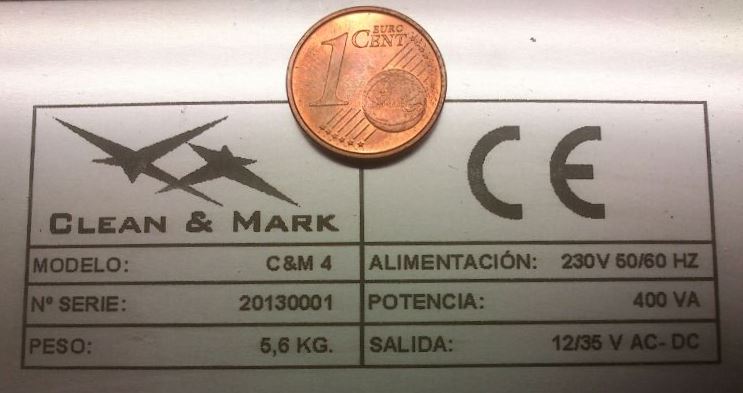 1 EURO
CENT
CLEAN & MARK
CE
MODELO: C&M 4
ALIMENTACIÓN: 230V 50/60 HZ
Nº SERIE: 20130001
POTENCIA: 400 VA
PESO: 5,6 KG.
SALIDA: 12/35 V AC- DC